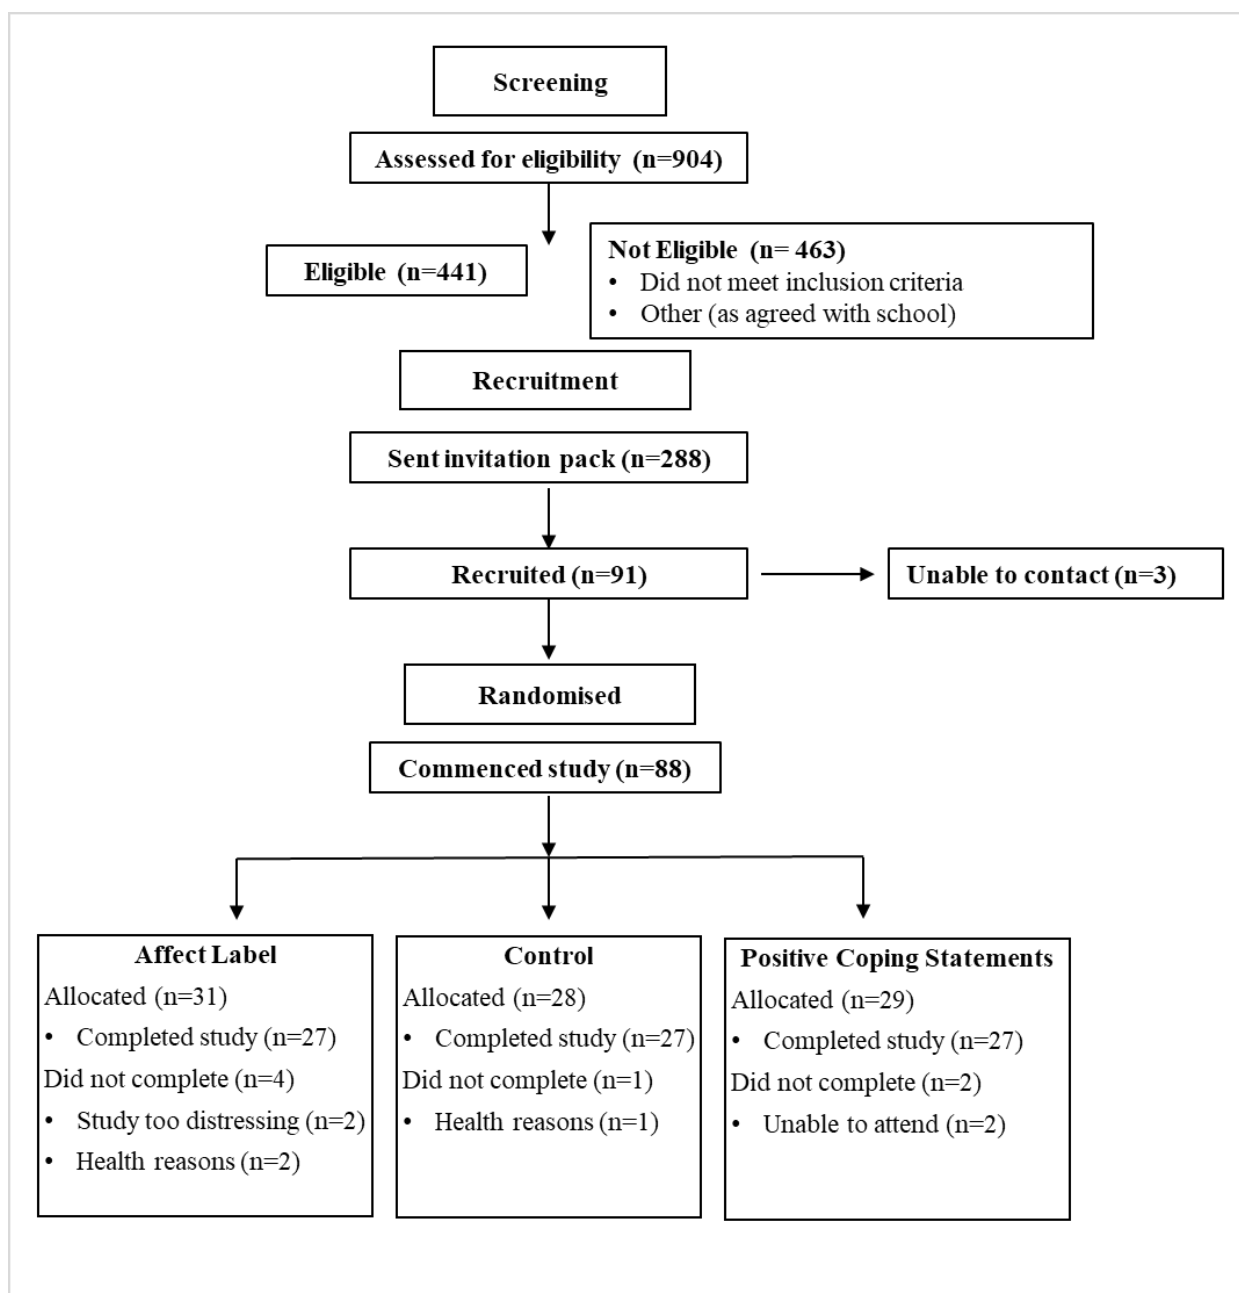 Screening
Assessed for eligibility (n=904)
Eligible (n=441)
Not Eligible (n= 463)
• Did not meet inclusion criteria
• Other (as agreed with school)
Recruitment
Sent invitation pack (n=288)
Recruited (n=91)
Unable to contact (n=3)
Randomised
Commenced study (n=88)
Affect Label
Allocated (n=31)
• Completed study (n=27)
Did not complete (n=4)
• Study too distressing (n=2)
• Health reasons (n=2)
Control
Allocated (n=28)
• Completed study (n=27)
Did not complete (n=1)
• Health reasons (n=1)
Positive Coping Statements
Allocated (n=29)
• Completed study (n=27)
Did not complete (n=2)
• Unable to attend (n=2)